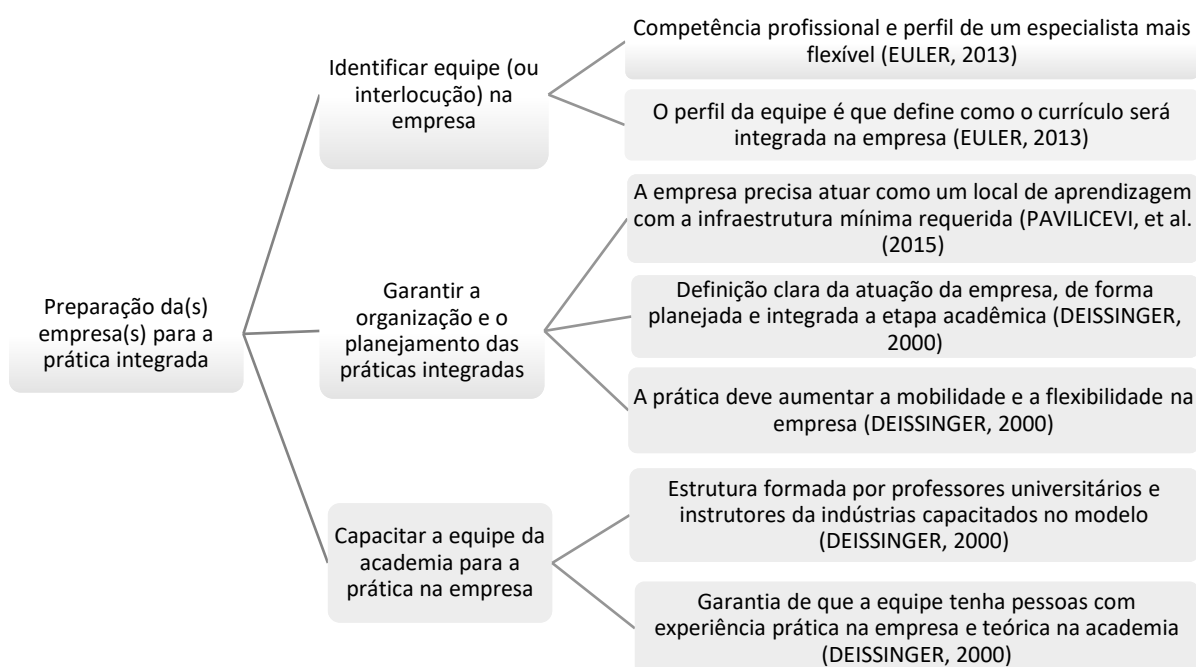 Preparação da(s)
empresa(s) para a
prática integrada
Identificar equipe (ou
interlocução) na
empresa
Competência profissional e perfil de um especialista mais
flexível (EULER, 2013)
O perfil da equipe é que define como o currículo será
integrada na empresa (EULER, 2013)
Garantir a
organização e o
planejamento das
práticas integradas
A empresa precisa atuar como um local de aprendizagem
com a infraestrutura mínima requerida (PAVILICEVI, et al.
(2015)
Definição clara da atuação da empresa, de forma
planejada e integrada a etapa acadêmica (DEISSINGER,
2000)
A prática deve aumentar a mobilidade e a flexibilidade na
empresa (DEISSINGER, 2000)
Capacitar a equipe da
academia para a
prática na empresa
Estrutura formada por professores universitários e
instrutores da indústrias capacitados no modelo
(DEISSINGER, 2000)
Garantia de que a equipe tenha pessoas com
experiência prática na empresa e teórica na academia
(DEISSINGER, 2000)